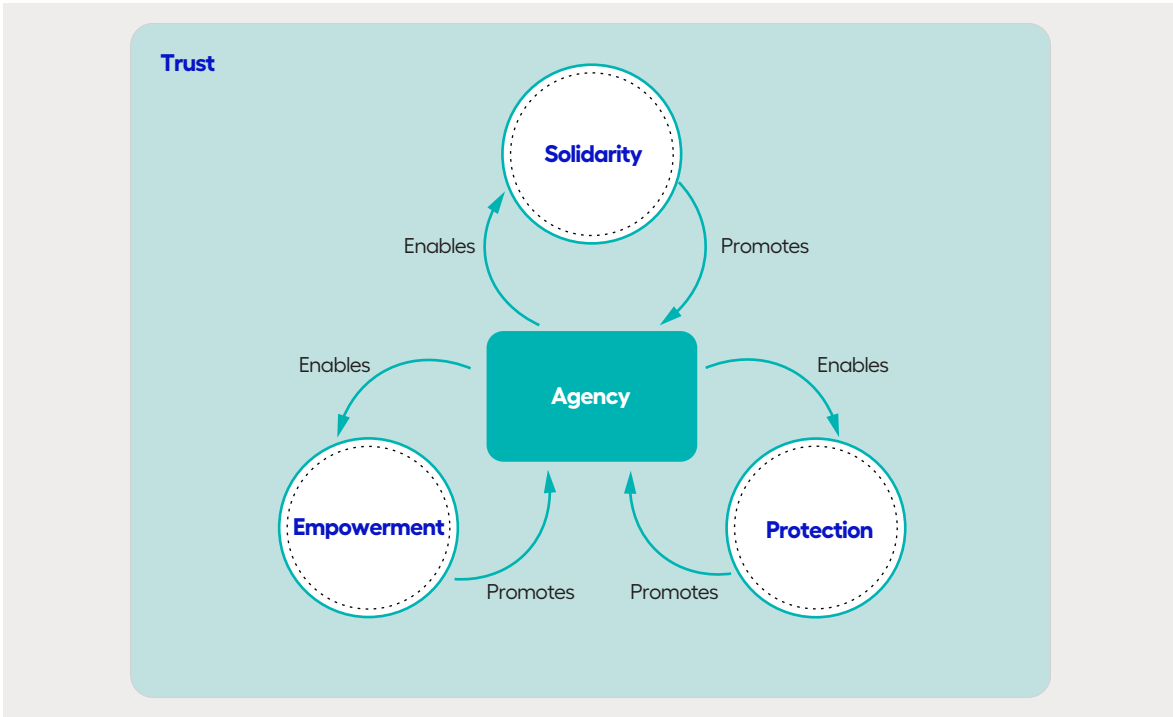 Trust
Solidarity
Enables
Promotes
Enables
Enables
Agency
Empowerment
Protection
Promotes
Promotes